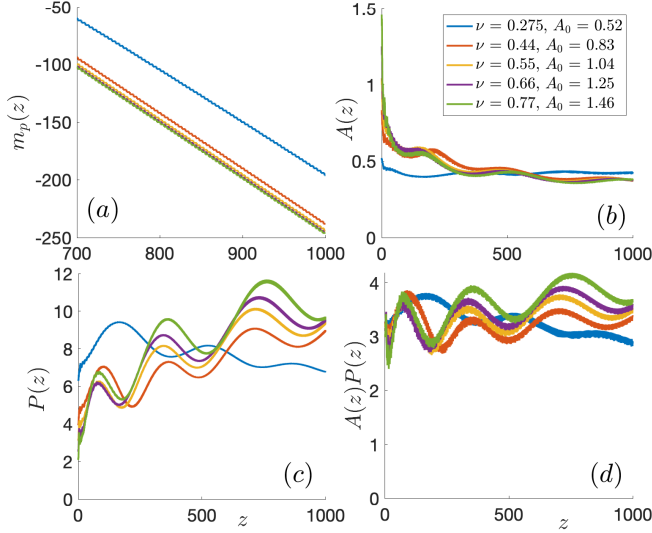 -50
-100
-150
-200
-250
700 800 900 1000
m_p(z)
(a)
1.5
1
0.5
0
0 500 1000
A(z)
ν = 0.275, A_0 = 0.52
ν = 0.44, A_0 = 0.83
ν = 0.55, A_0 = 1.04
ν = 0.66, A_0 = 1.25
ν = 0.77, A_0 = 1.46
(b)
12
10
8
6
4
2
0
0 500 1000
P(z)
z
(c)
4
3
2
1
0
0 500 1000
A(z)P(z)
z
(d)